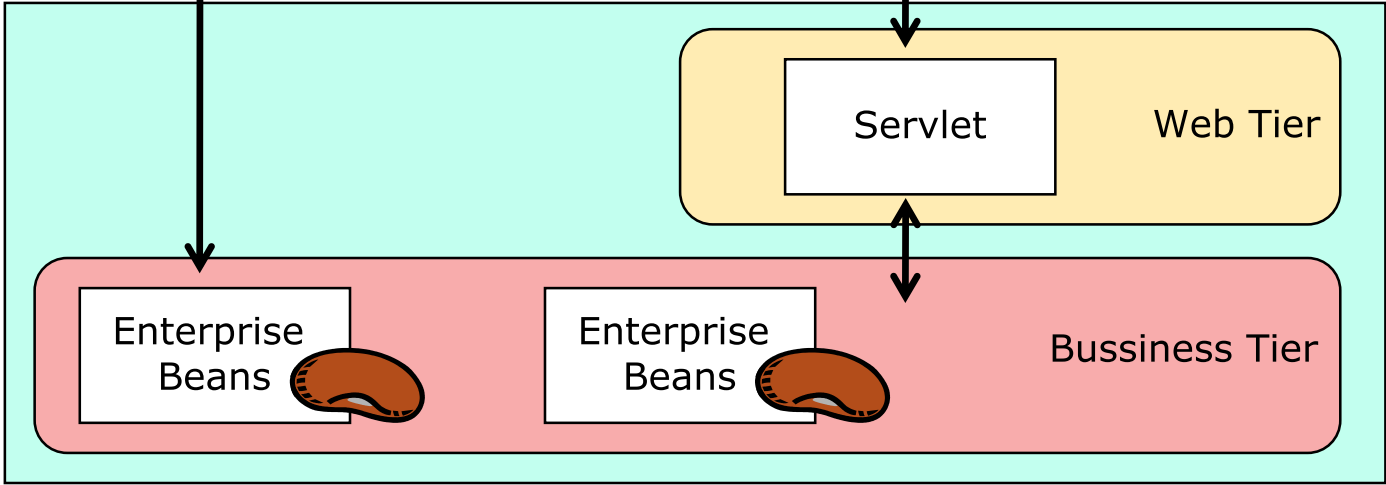 Servlet
Web Tier
Enterprise
Beans
Enterprise
Beans
Bussiness Tier